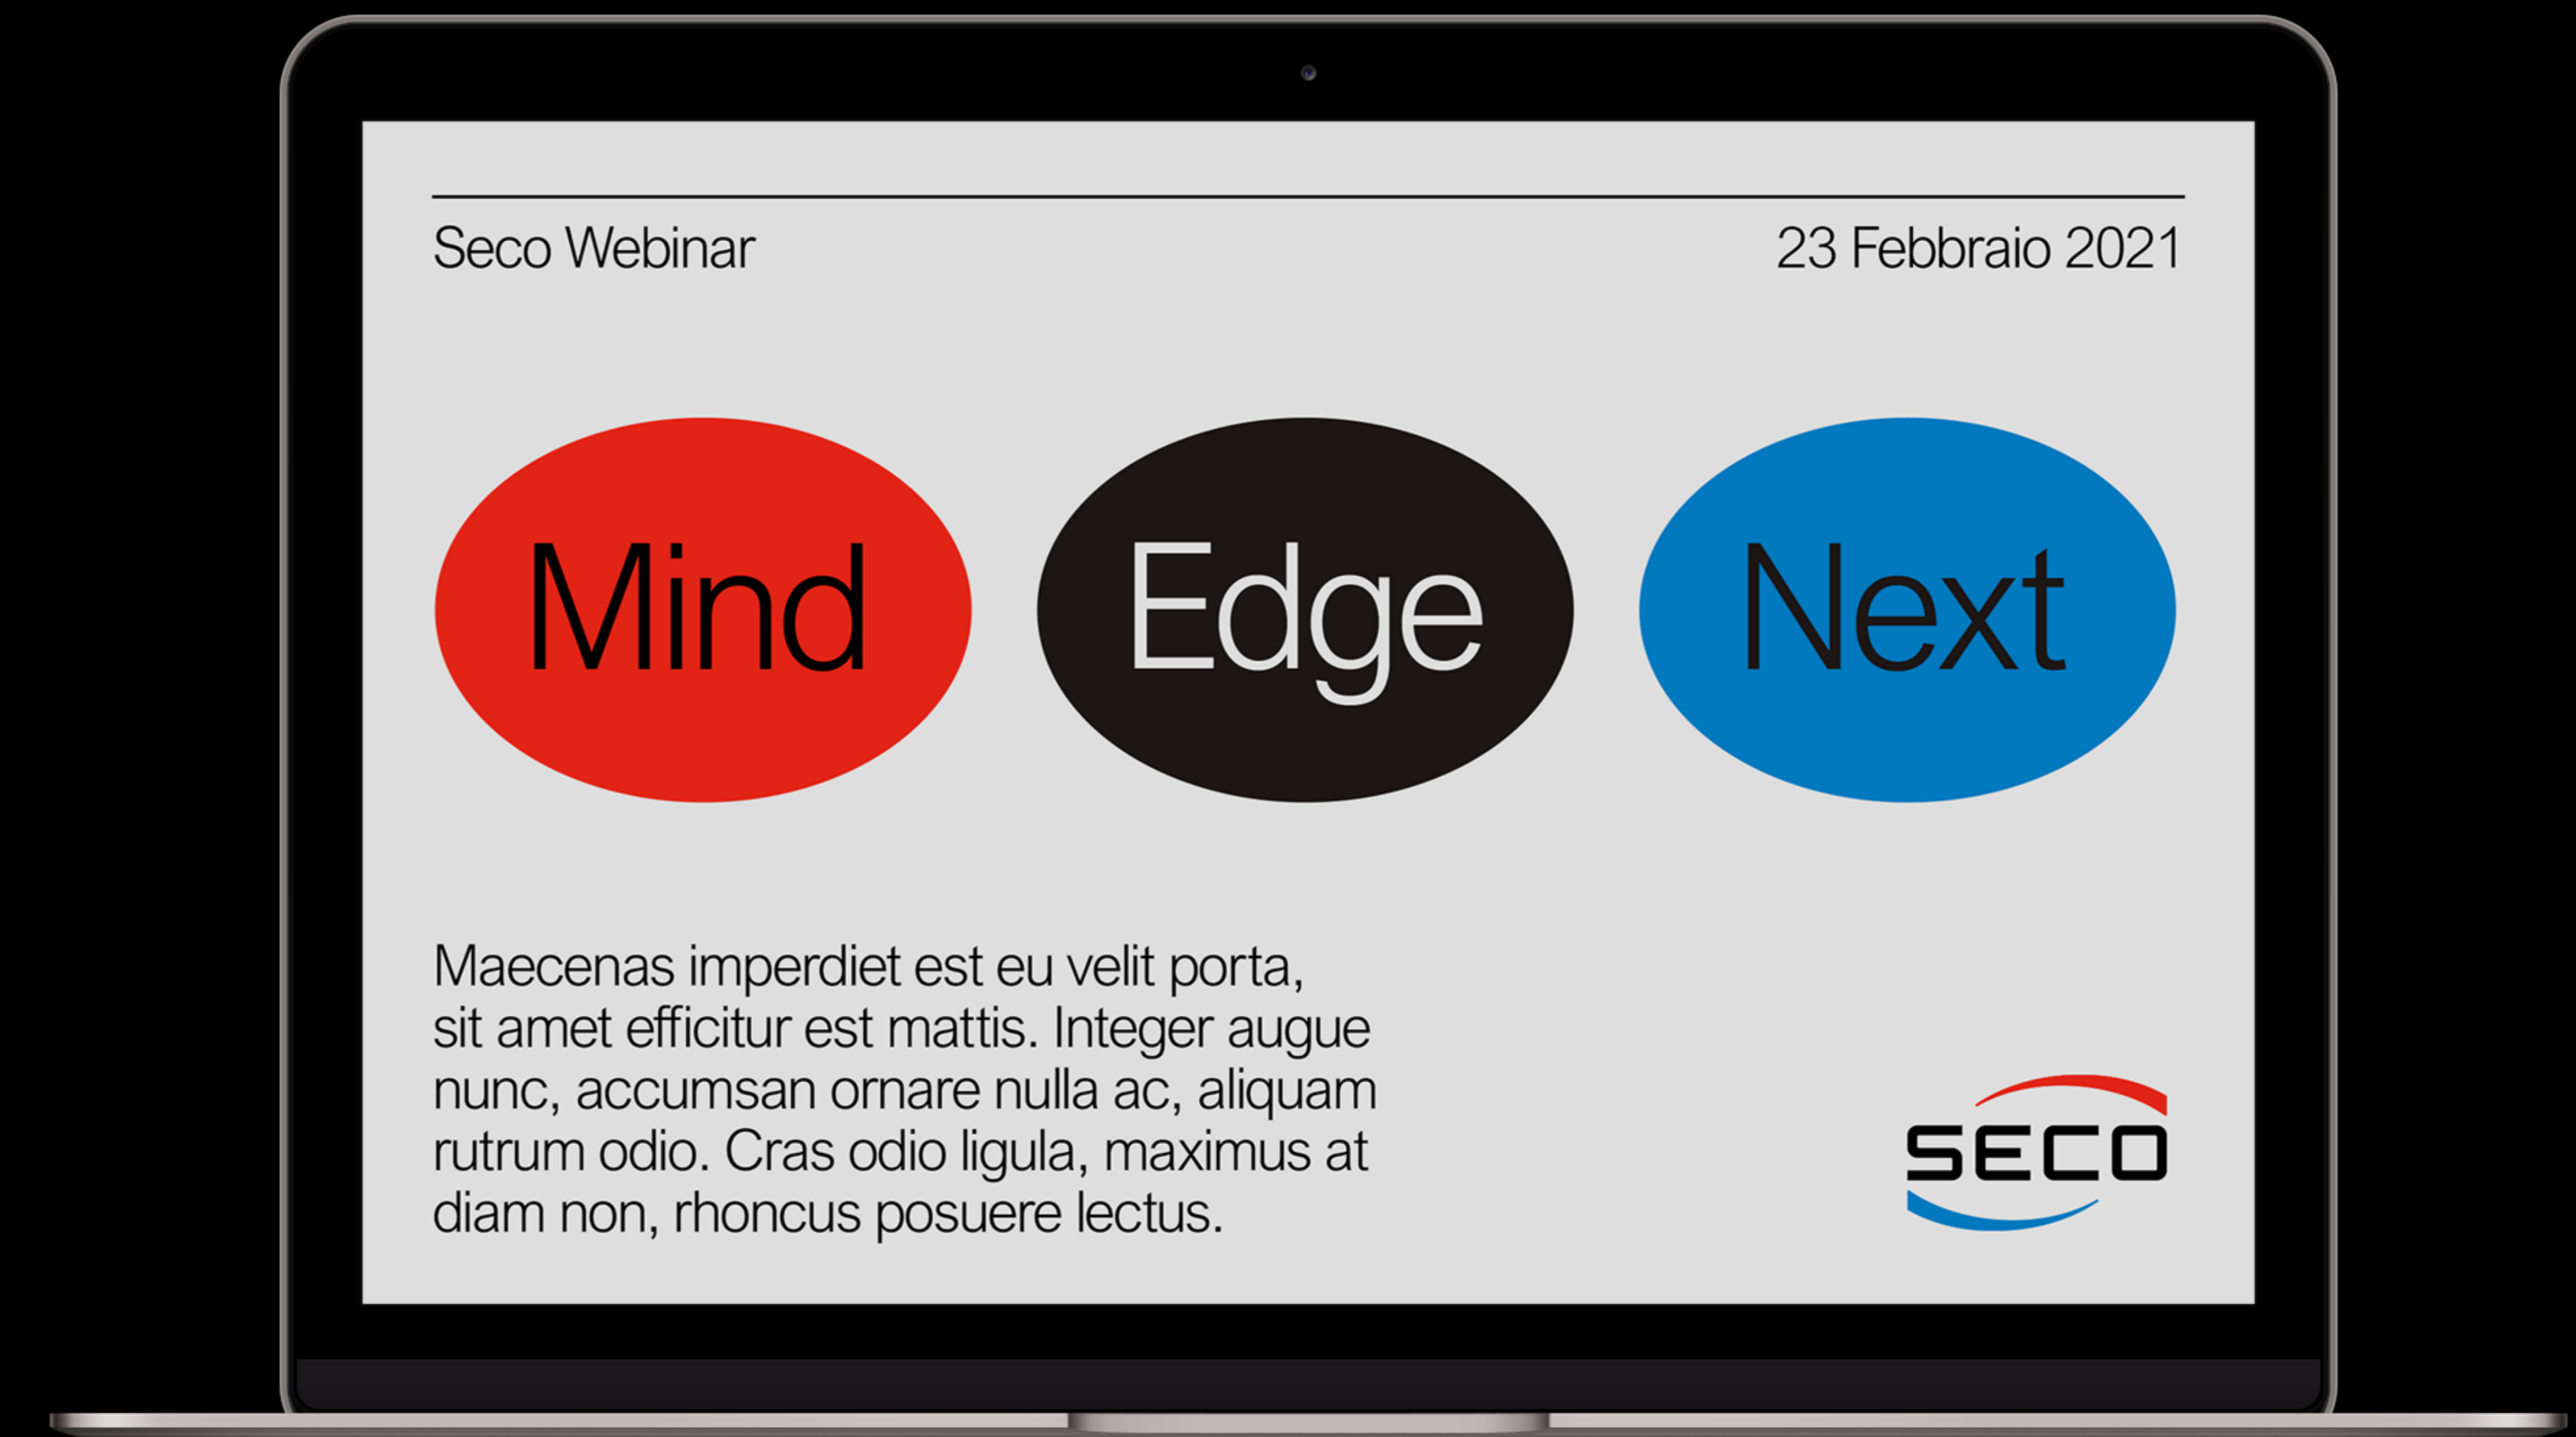 Seco Webinar
23 Febbraio 2021
Mind
Edge
Next
Maecenas imperdiet est eu velit porta,
sit amet efficitur est mattis. Integer augue
nunc, accumsan ornare nulla ac, aliquam
rutrum odio. Cras odio ligula, maximus at
diam non, rhoncus posuere lectus.
SECO